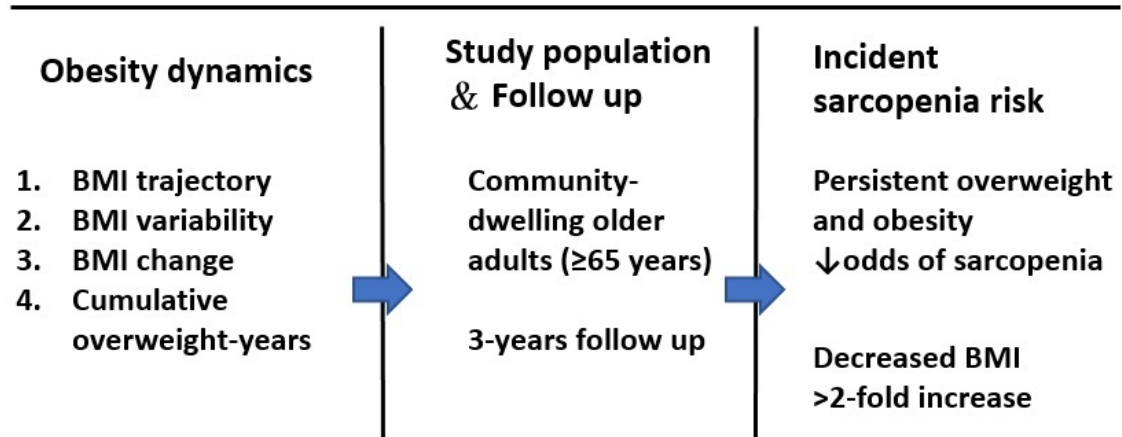 Obesity dynamics
1. BMI trajectory
2. BMI variability
3. BMI change
4. Cumulative
overweight-years
Study population
& Follow up
Community-
dwelling older
adults (≥65 years)
3-years follow up
Incident
sarcopenia risk
Persistent overweight
and obesity
↓odds of sarcopenia
Decreased BMI
>2-fold increase